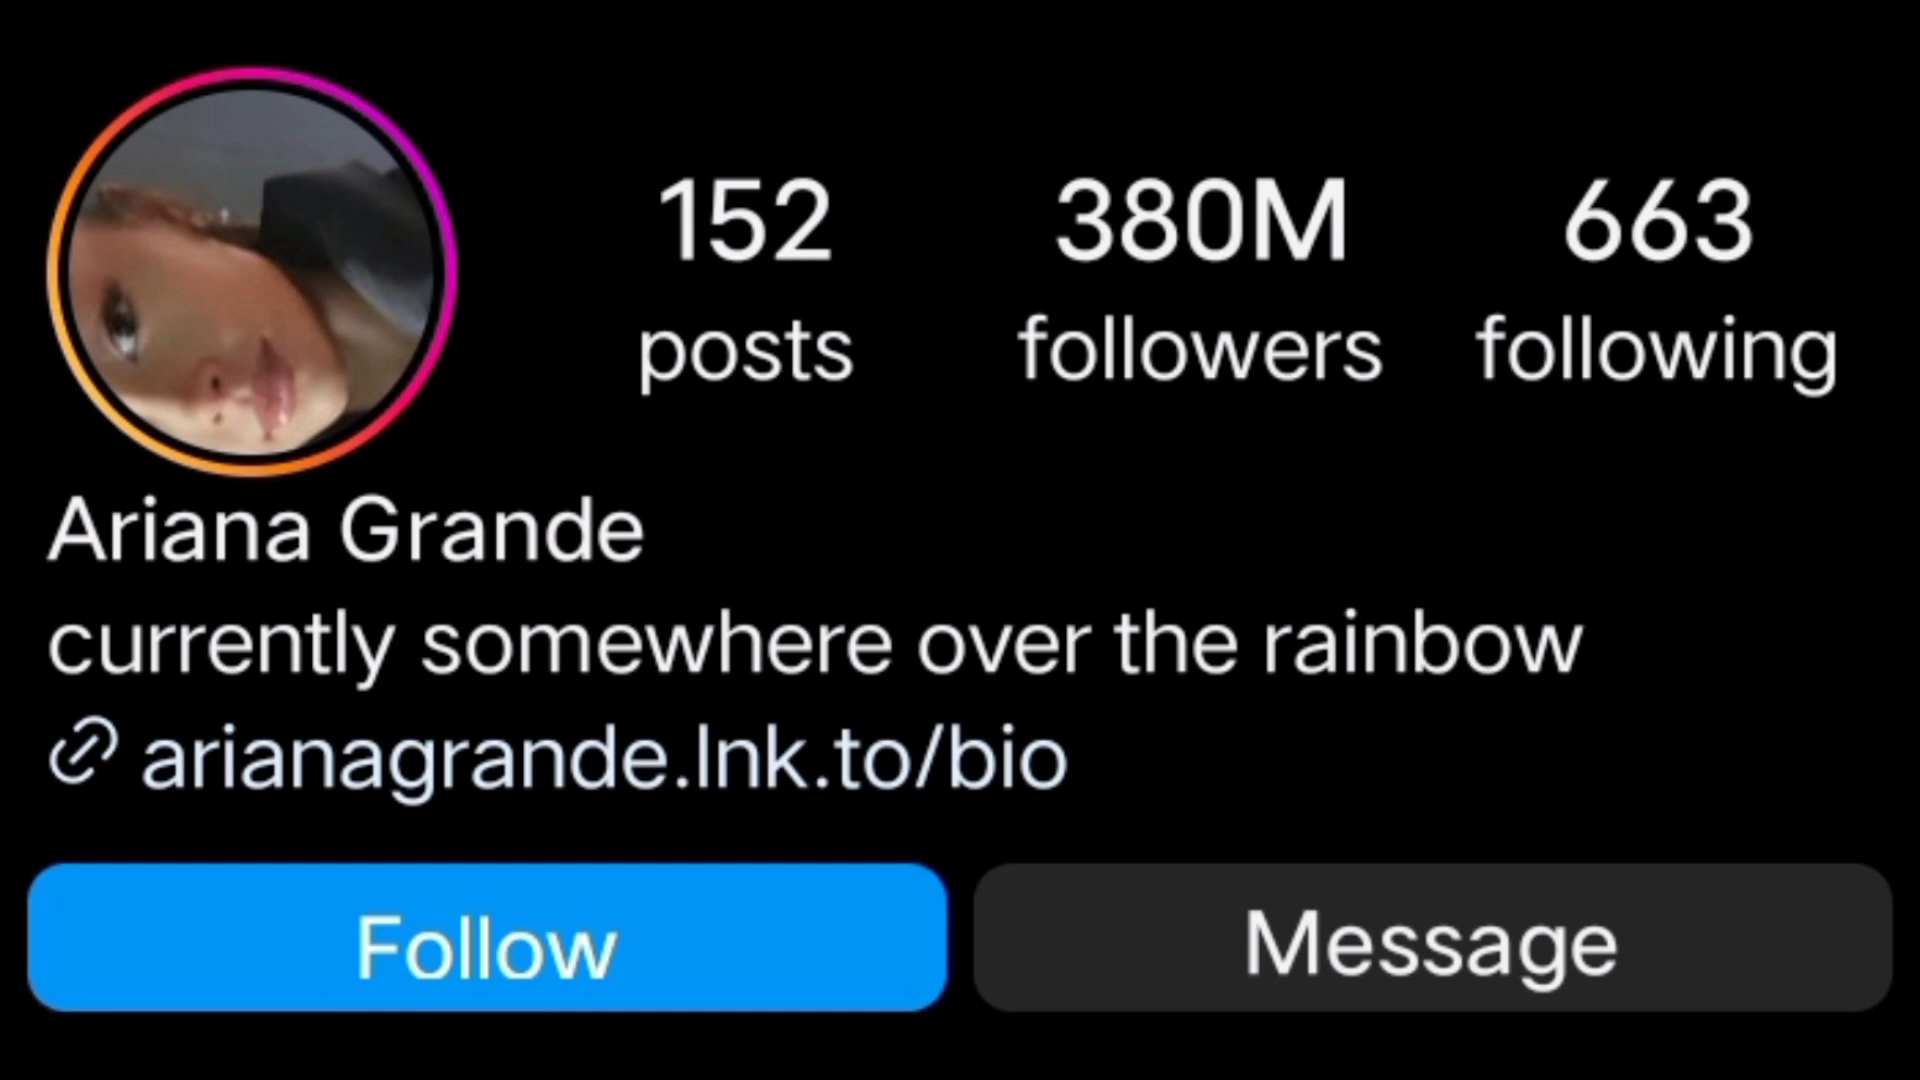 152 380M 663
posts followers following
Ariana Grande
currently somewhere over the rainbow
arianagrande.lnk.to/bio
Follow Message